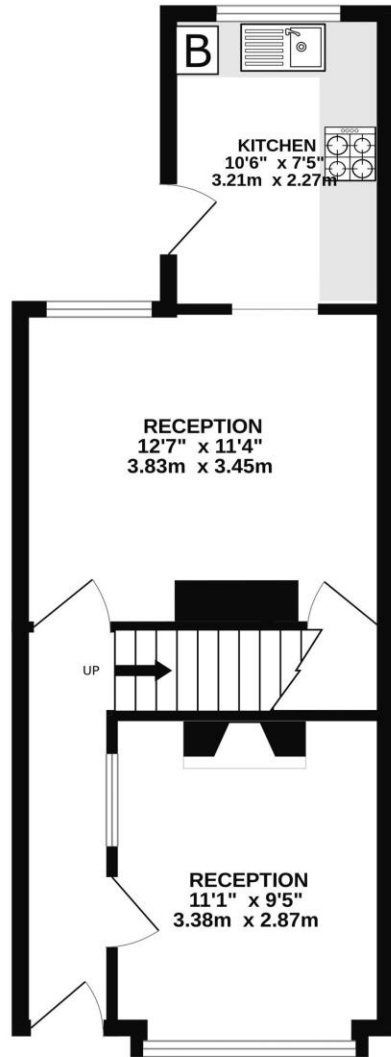 B
KITCHEN
10'6" x 7'5"
3.21m x 2.27m
RECEPTION
12'7" x 11'4"
3.83m x 3.45m
UP
RECEPTION
11'1" x 9'5"
3.38m x 2.87m